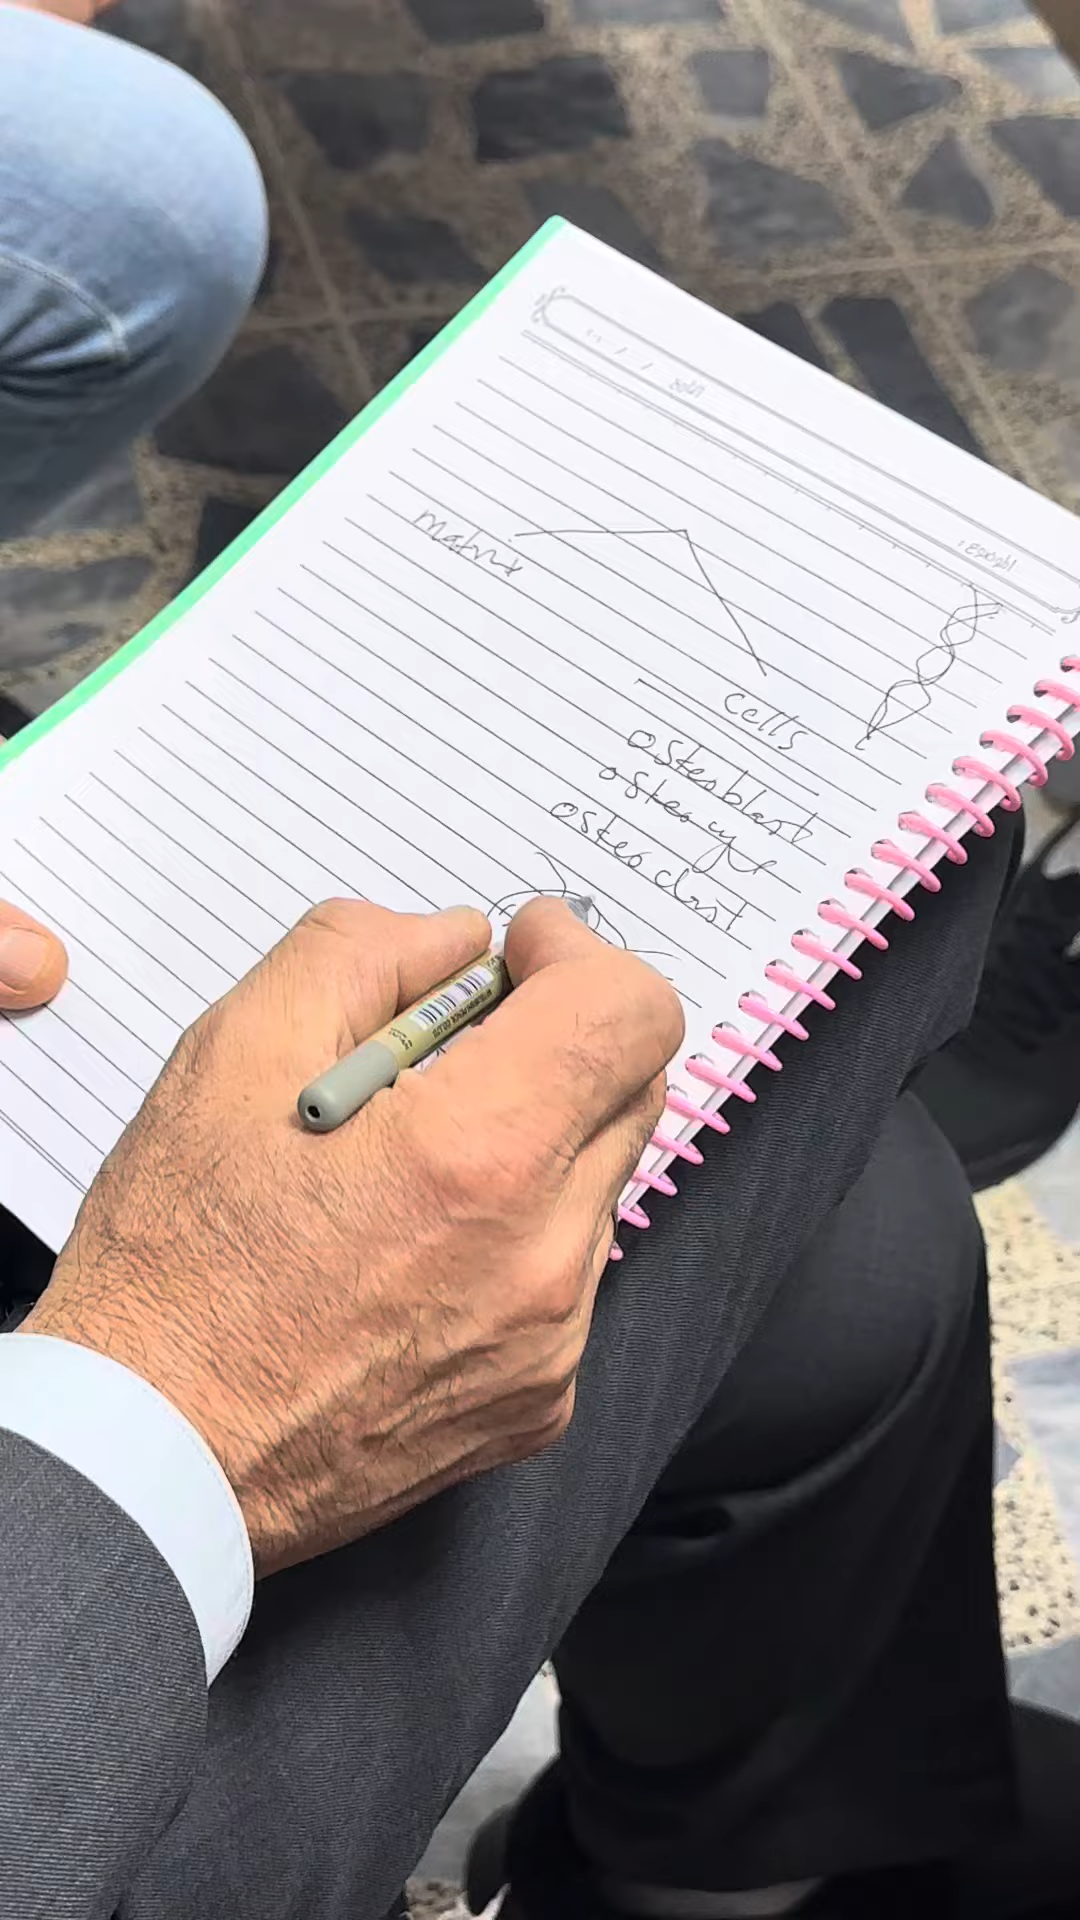 matrix
cells
osteoblast
osteocyte
osteoclast